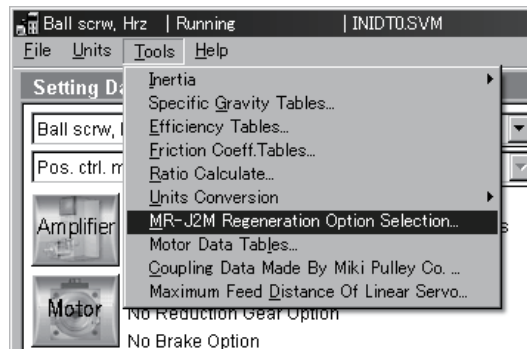 Ball scrw, Hrz | Running | INIDT0.SVM
File Units Tools Help
Setting Da
Inertia
Specific Gravity Tables...
Efficiency Tables...
Friction Coeff.Tables...
Ratio Calculate...
Units Conversion
MR-J2M Regeneration Option Selection...
Motor Data Tables...
Coupling Data Made By Miki Pulley Co. ...
Maximum Feed Distance Of Linear Servo...
Ball scrw,
Pos. ctrl. m
Amplifier
s
Motor
No Reduction Gear Option
No Brake Option